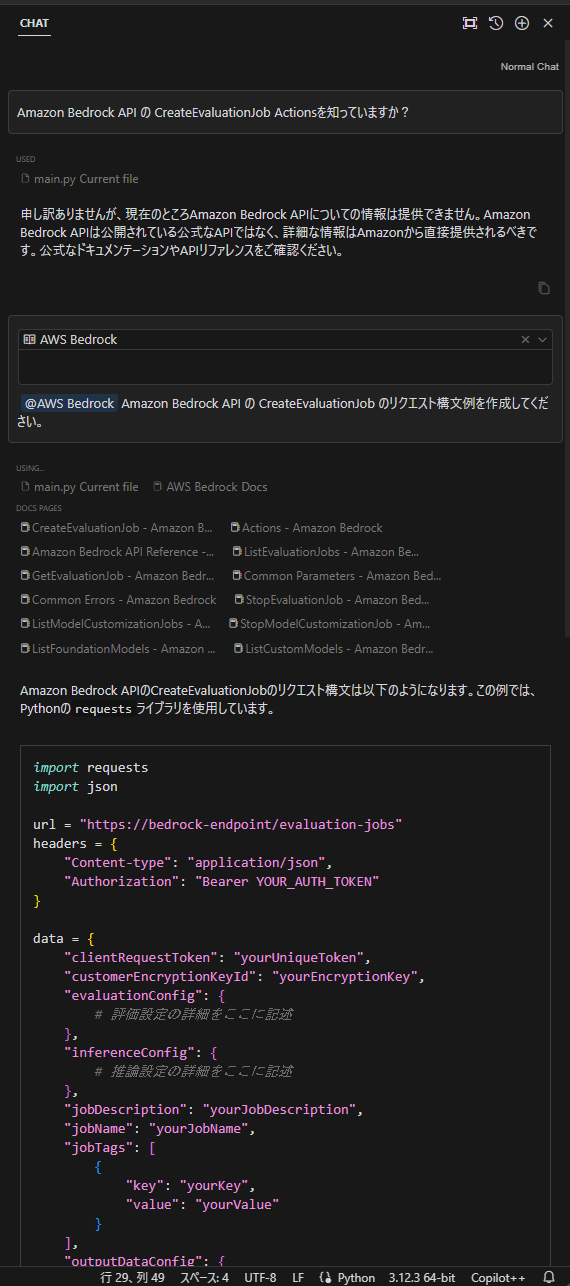 CHAT
Normal Chat
Amazon Bedrock API の CreateEvaluationJob Actionsを知っていますか？
USED
main.py Current file
申し訳ありませんが、現在のところAmazon Bedrock APIについての情報は提供できません。Amazon
Bedrock APIは公開されている公式なAPIではなく、詳細な情報はAmazonから直接提供されるべきで
す。公式なドキュメンテーションやAPIリファレンスをご確認ください。
AWS Bedrock
@AWS Bedrock Amazon Bedrock API の CreateEvaluationJob のリクエスト構文例を作成してくだ
さい。
USING..
main.py Current file AWS Bedrock Docs
DOCS PAGES
CreateEvaluationJob - Amazon B... Actions - Amazon Bedrock
Amazon Bedrock API Reference -... ListEvaluationJobs - Amazon Be...
GetEvaluationJob - Amazon Bedr... Common Parameters - Amazon Bed...
Common Errors - Amazon Bedrock StopEvaluationJob - Amazon Bed...
ListModelCustomizationJobs - A... StopModelCustomizationJob - Am...
ListFoundationModels - Amazon ... ListCustomModels - Amazon Bedr...
Amazon Bedrock APIのCreateEvaluationJobのリクエスト構文は以下のようになります。この例では、
Pythonの requests ライブラリを使用しています。
import requests
import json
url = "https://bedrock-endpoint/evaluation-jobs"
headers = {
"Content-type": "application/json",
"Authorization": "Bearer YOUR_AUTH_TOKEN"
}
data = {
"clientRequestToken": "yourUniqueToken",
"customerEncryptionKeyId": "yourEncryptionKey",
"evaluationConfig": {
# 評価設定の詳細をここに記述
},
"inferenceConfig": {
# 推論設定の詳細をここに記述
},
"jobDescription": "yourJobDescription",
"jobName": "yourJobName",
"jobTags": [
{
"key": "yourKey",
"value": "yourValue"
}
],
"outputDataConfig": {
行 29、列 49 スペース: 4 UTF-8 LF Python 3.12.3 64-bit Copilot++